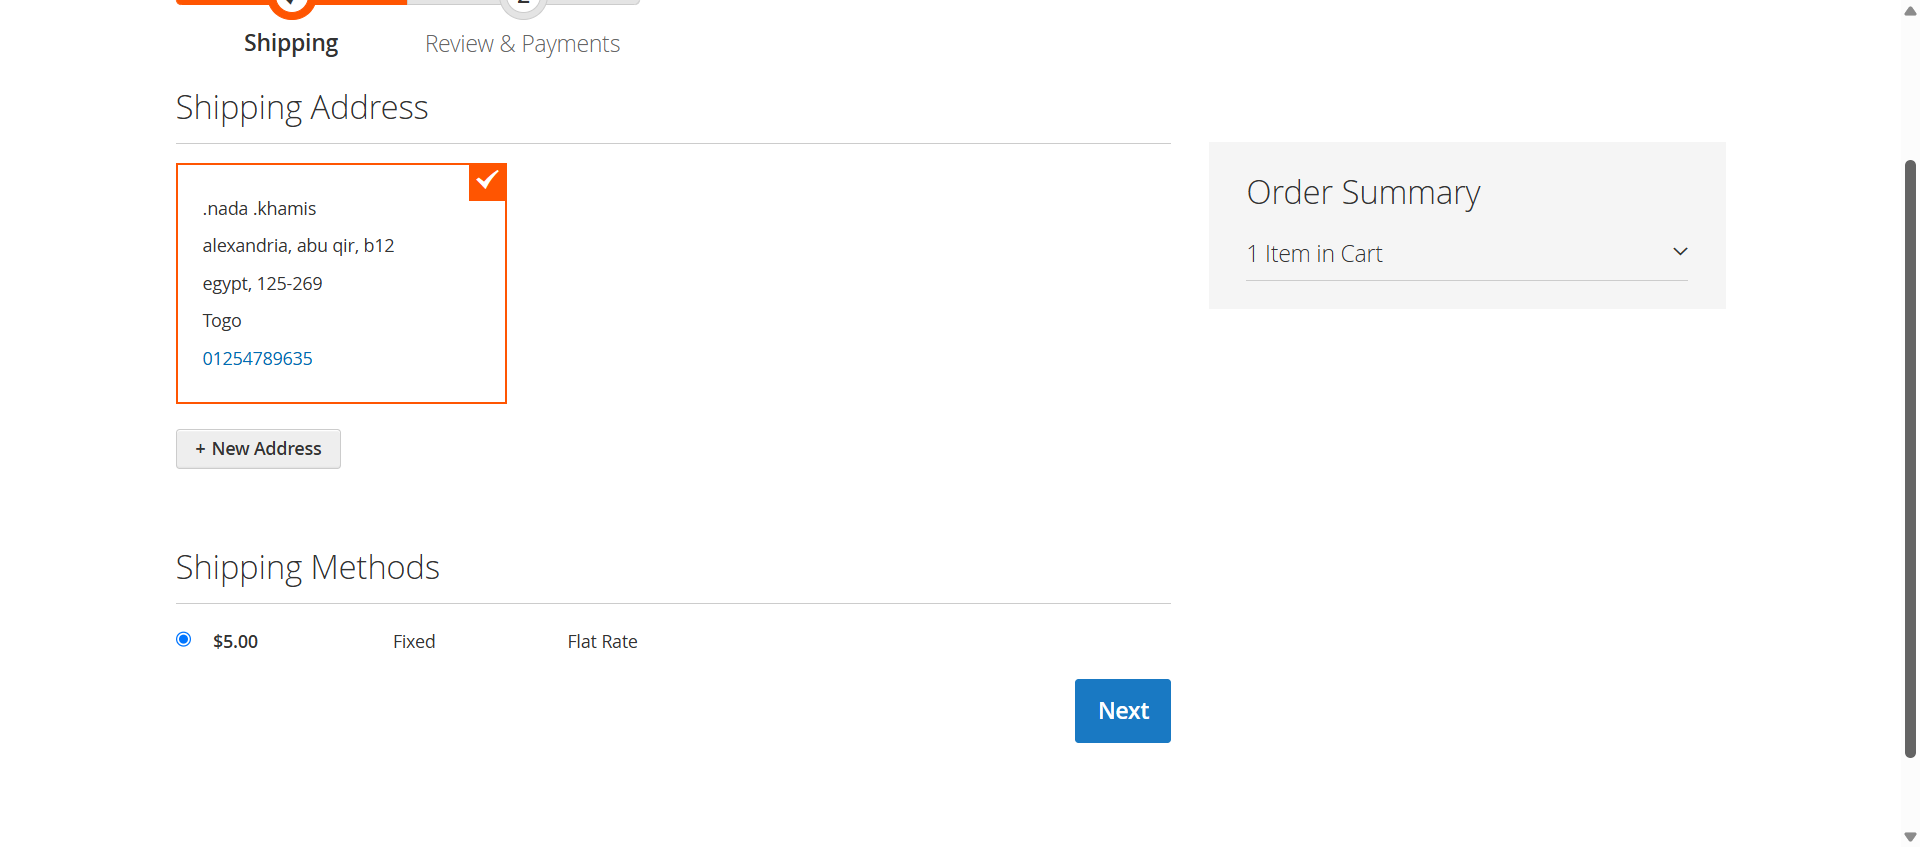 Shipping
Review & Payments
Shipping Address
.nada .khamis
alexandria, abu qir, b12
egypt, 125-269
Togo
01254789635
+ New Address
Order Summary
1 Item in Cart
Shipping Methods
$5.00 Fixed Flat Rate
Next